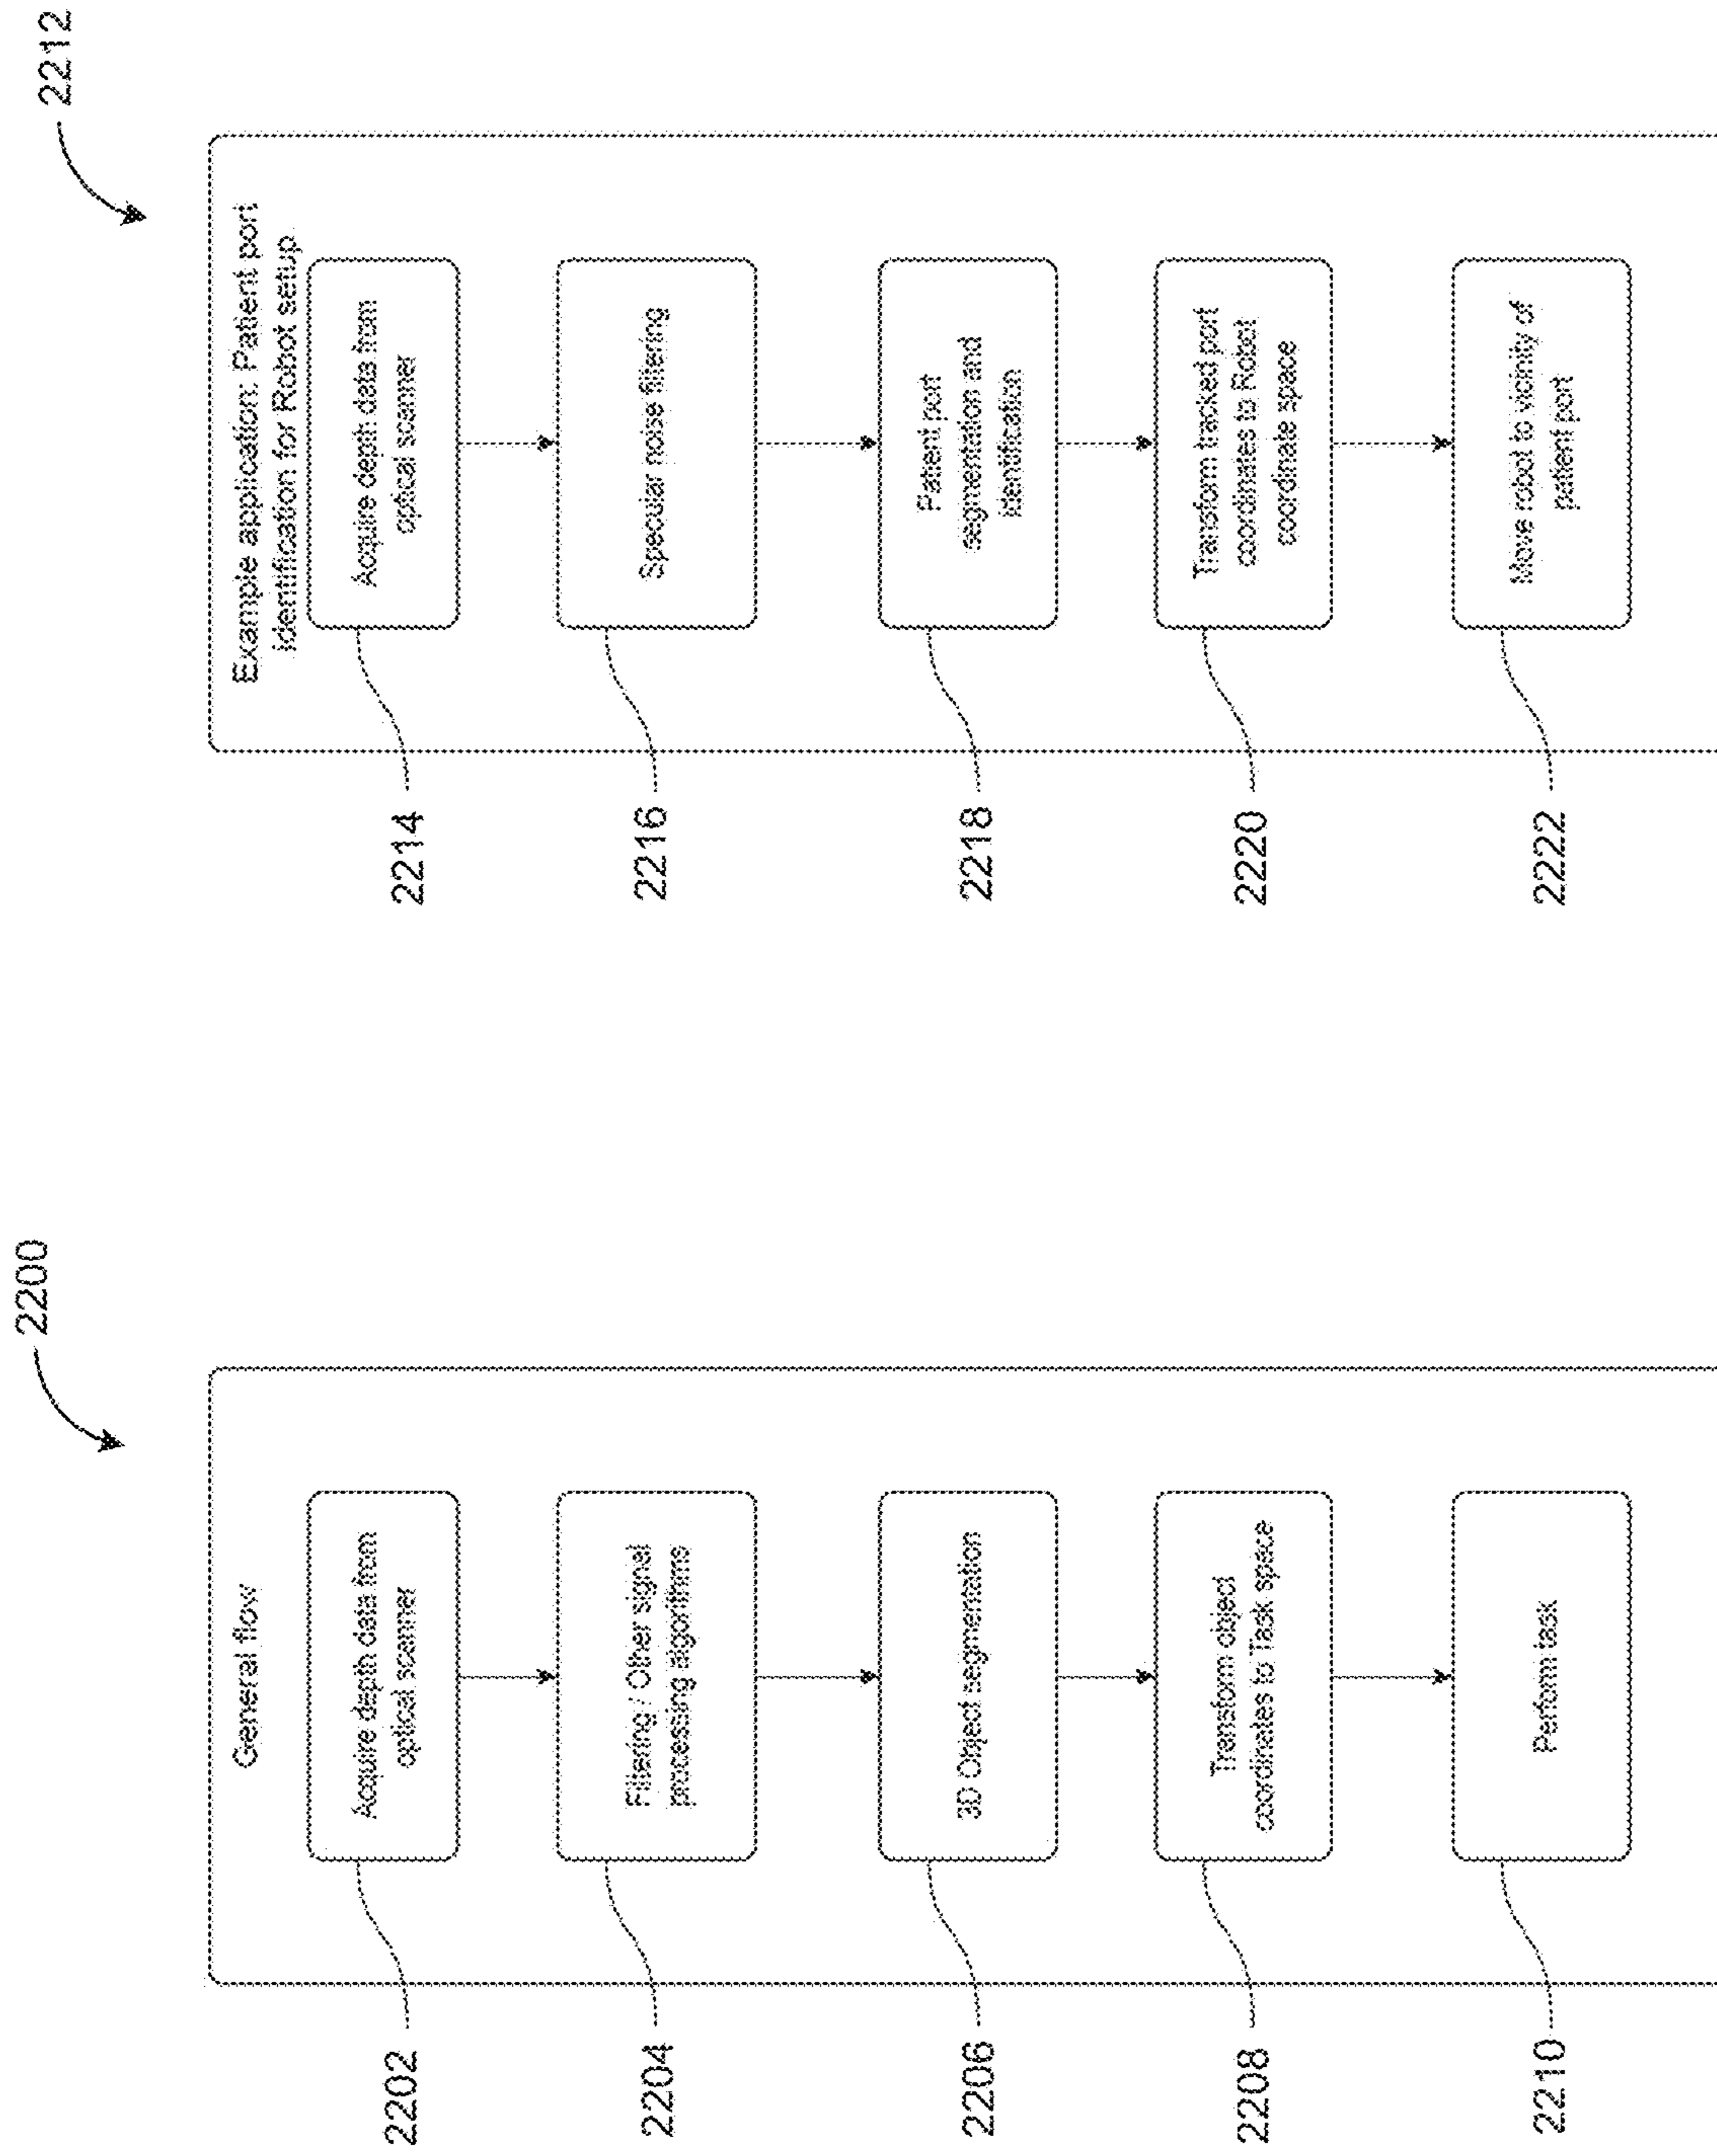 2200
General flow
2202
Acquire depth data from
optical scanner
2204
Filtering / Other signal
processing algorithms
2206
3D Object segmentation
2208
Transform object
coordinates to Task space
2210
Perform task
2212
Example application: Patient port
identification for Robot setup
2214
Acquire depth data from
optical scanner
2216
Specular noise filtering
2218
Patient port
segmentation and
identification
2220
Transform tracked port
coordinates to Robot
coordinate space
2222
Move robot to vicinity of
patient port